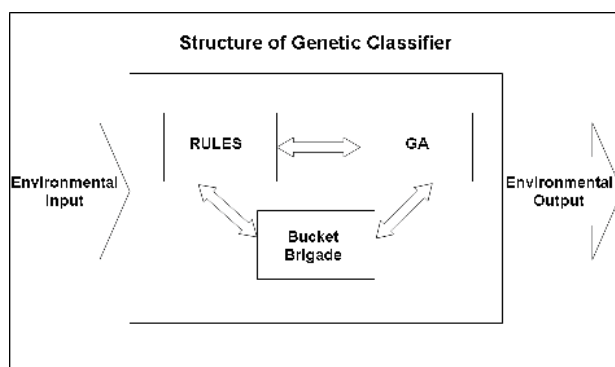 Structure of Genetic Classifier
RULES
GA
Environmental
Input
Environmental
Output
Bucket
Brigade